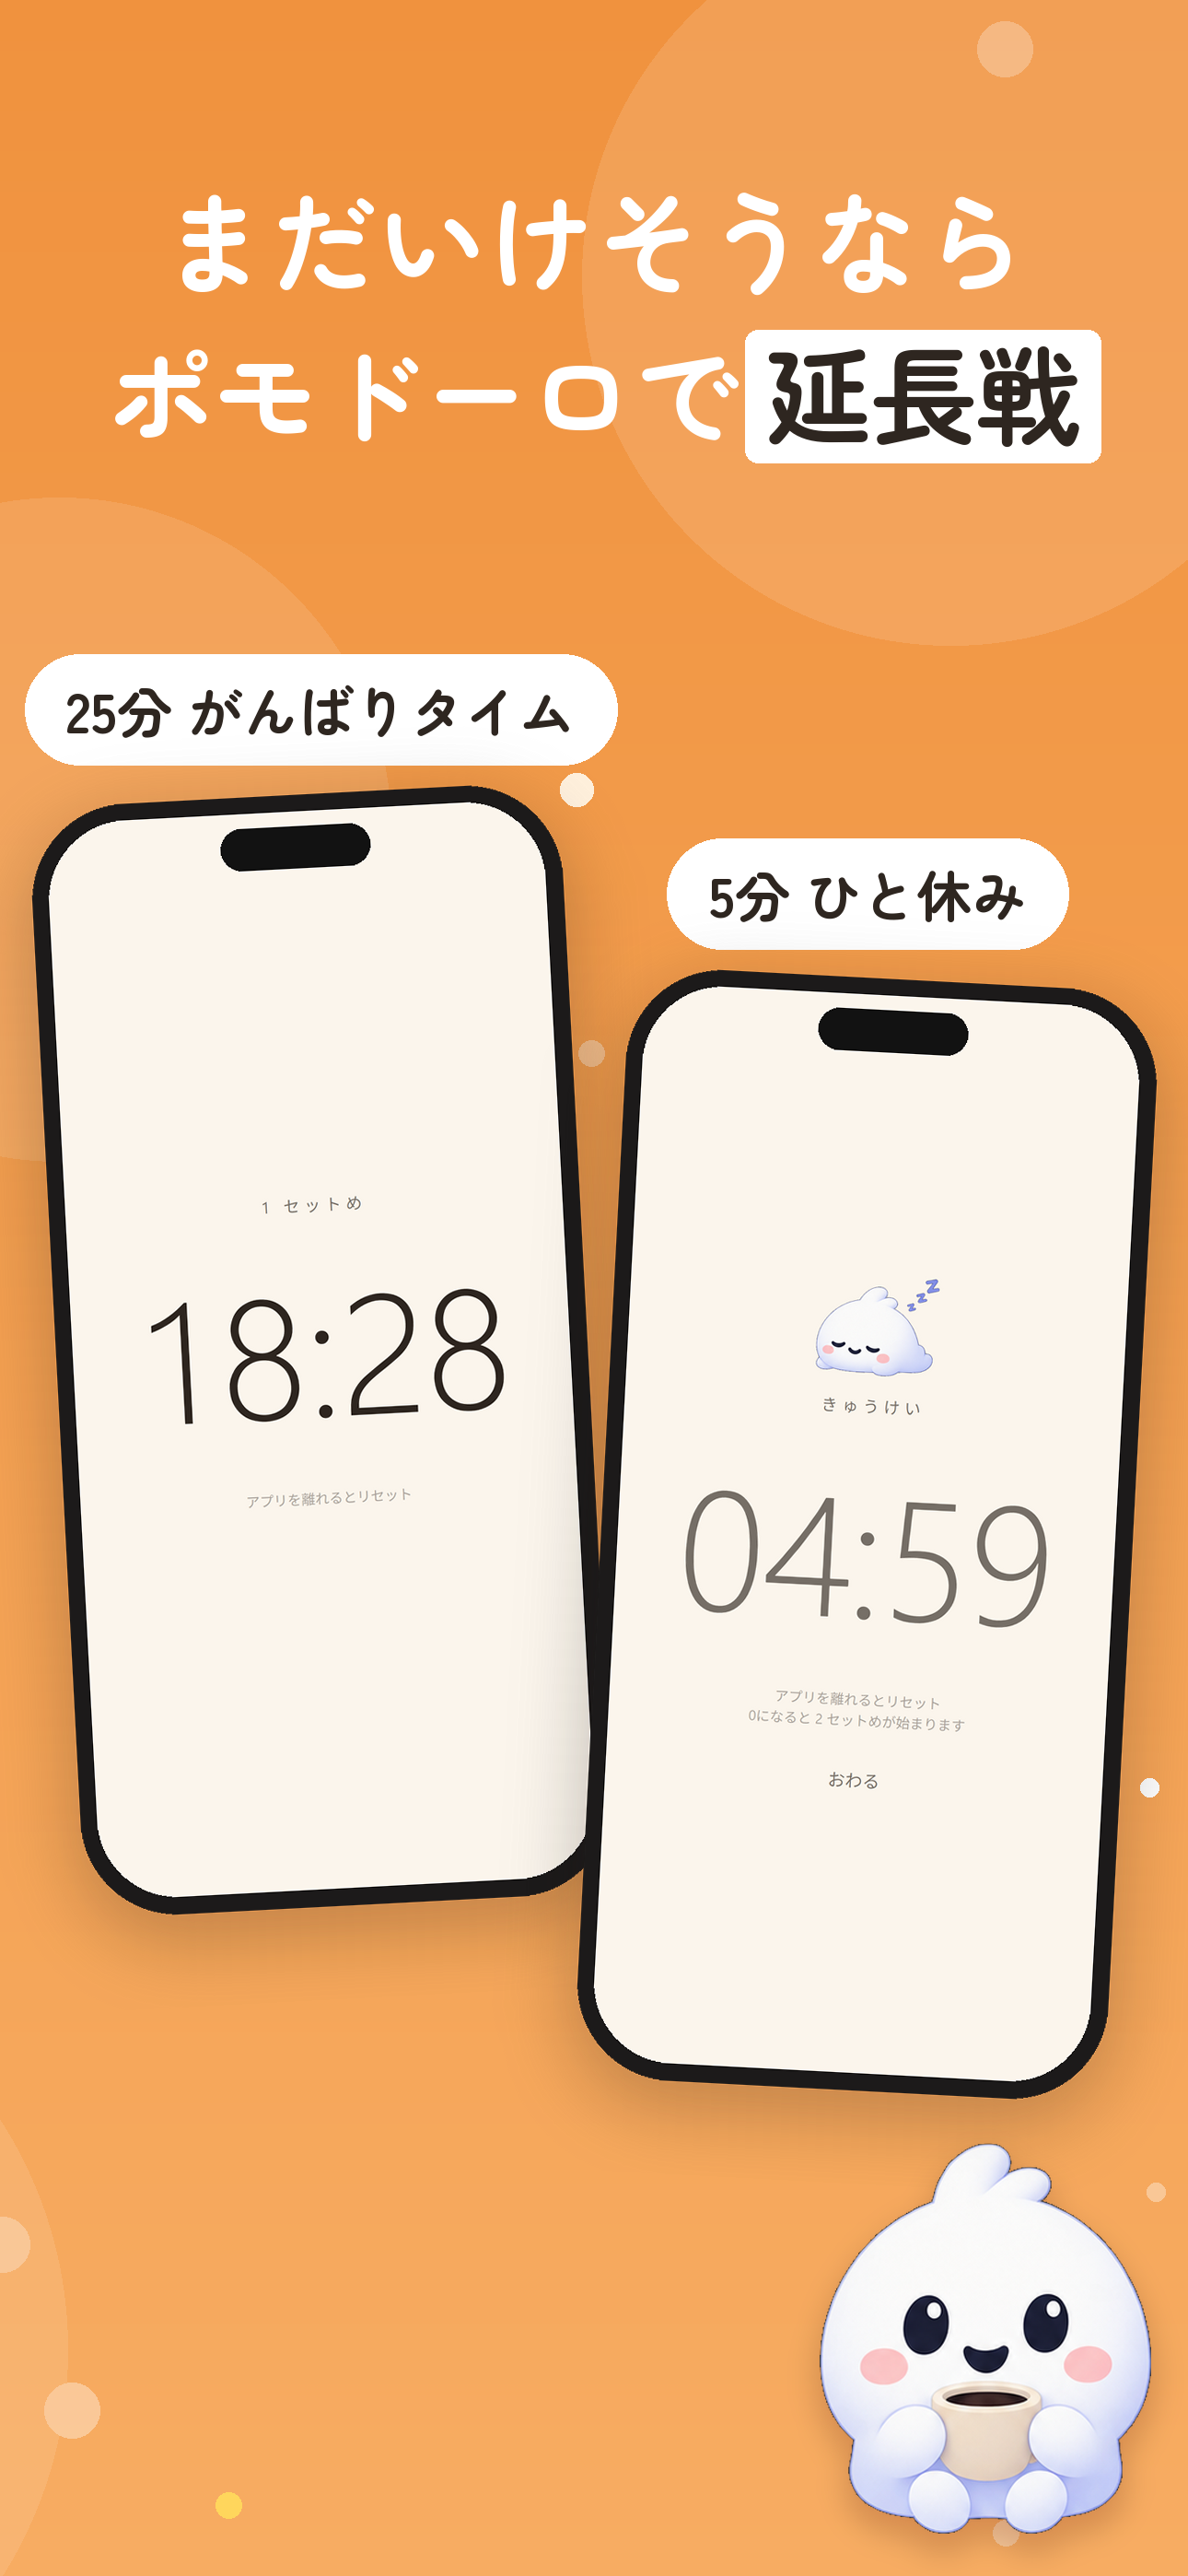 まだいけそうなら
ポモドーロで延長戦
25分 がんばりタイム
1 セットめ
18:28
アプリを離れるとリセット
5分 ひと休み
zzz
きゅうけい
04:59
アプリを離れるとリセット
0になると 2 セットめが始まります
おわる